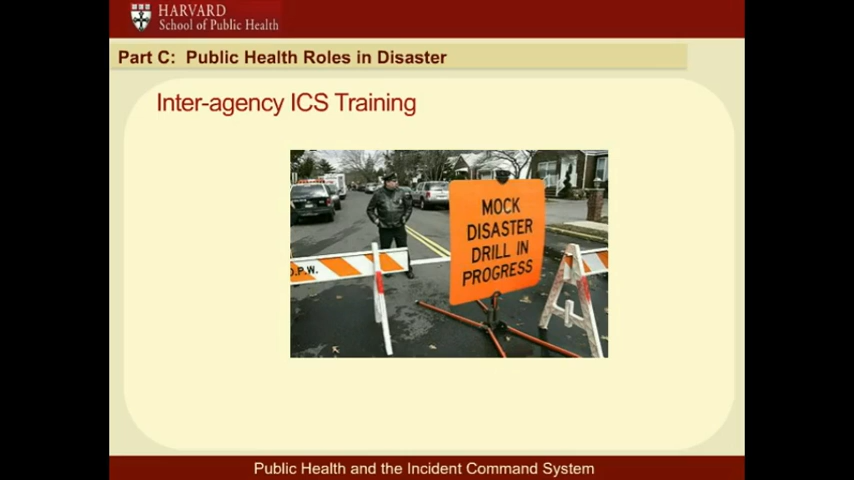 HARVARD
School of Public Health
Part C: Public Health Roles in Disaster
Inter-agency ICS Training
MOCK
DISASTER
DRILL IN
PROGRESS
D.P.W.
Public Health and the Incident Command System